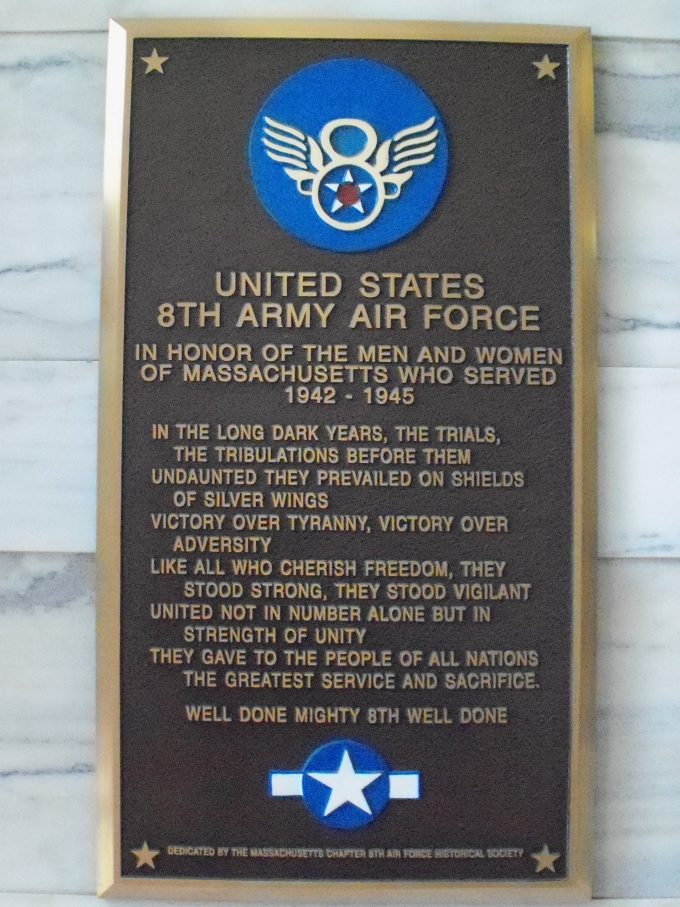 8
UNITED STATES
8TH ARMY AIR FORCE
IN HONOR OF THE MEN AND WOMEN
OF MASSACHUSETTS WHO SERVED
1942 - 1945
IN THE LONG DARK YEARS, THE TRIALS,
THE TRIBULATIONS BEFORE THEM
UNDAUNTED THEY PREVAILED ON SHIELDS
OF SILVER WINGS
VICTORY OVER TYRANNY, VICTORY OVER
ADVERSITY
LIKE ALL WHO CHERISH FREEDOM, THEY
STOOD STRONG, THEY STOOD VIGILANT
UNITED NOT IN NUMBER ALONE BUT IN
STRENGTH OF UNITY
THEY GAVE TO THE PEOPLE OF ALL NATIONS
THE GREATEST SERVICE AND SACRIFICE.
WELL DONE MIGHTY 8TH WELL DONE
DEDICATED BY THE MASSACHUSETTS CHAPTER 8TH AIR FORCE HISTORICAL SOCIETY